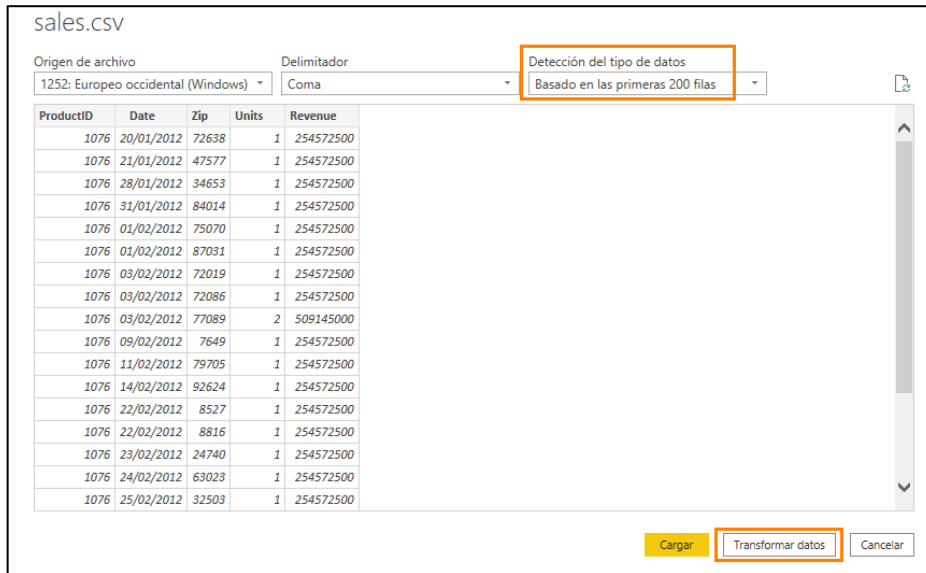 sales.csv
Origen de archivo Delimitador Detección del tipo de datos
1252: Europeo occidental (Windows) Coma Basado en las primeras 200 filas
ProductID Date Zip Units Revenue
1076 20/01/2012 72638 1 254572500
1076 21/01/2012 47577 1 254572500
1076 28/01/2012 34653 1 254572500
1076 31/01/2012 84014 1 254572500
1076 01/02/2012 75070 1 254572500
1076 01/02/2012 87031 1 254572500
1076 03/02/2012 72019 1 254572500
1076 03/02/2012 72086 1 254572500
1076 03/02/2012 77089 2 509145000
1076 09/02/2012 7649 1 254572500
1076 11/02/2012 79705 1 254572500
1076 14/02/2012 92624 1 254572500
1076 22/02/2012 8527 1 254572500
1076 22/02/2012 8816 1 254572500
1076 23/02/2012 24740 1 254572500
1076 24/02/2012 63023 1 254572500
1076 25/02/2012 32503 1 254572500
Cargar Transformar datos Cancelar